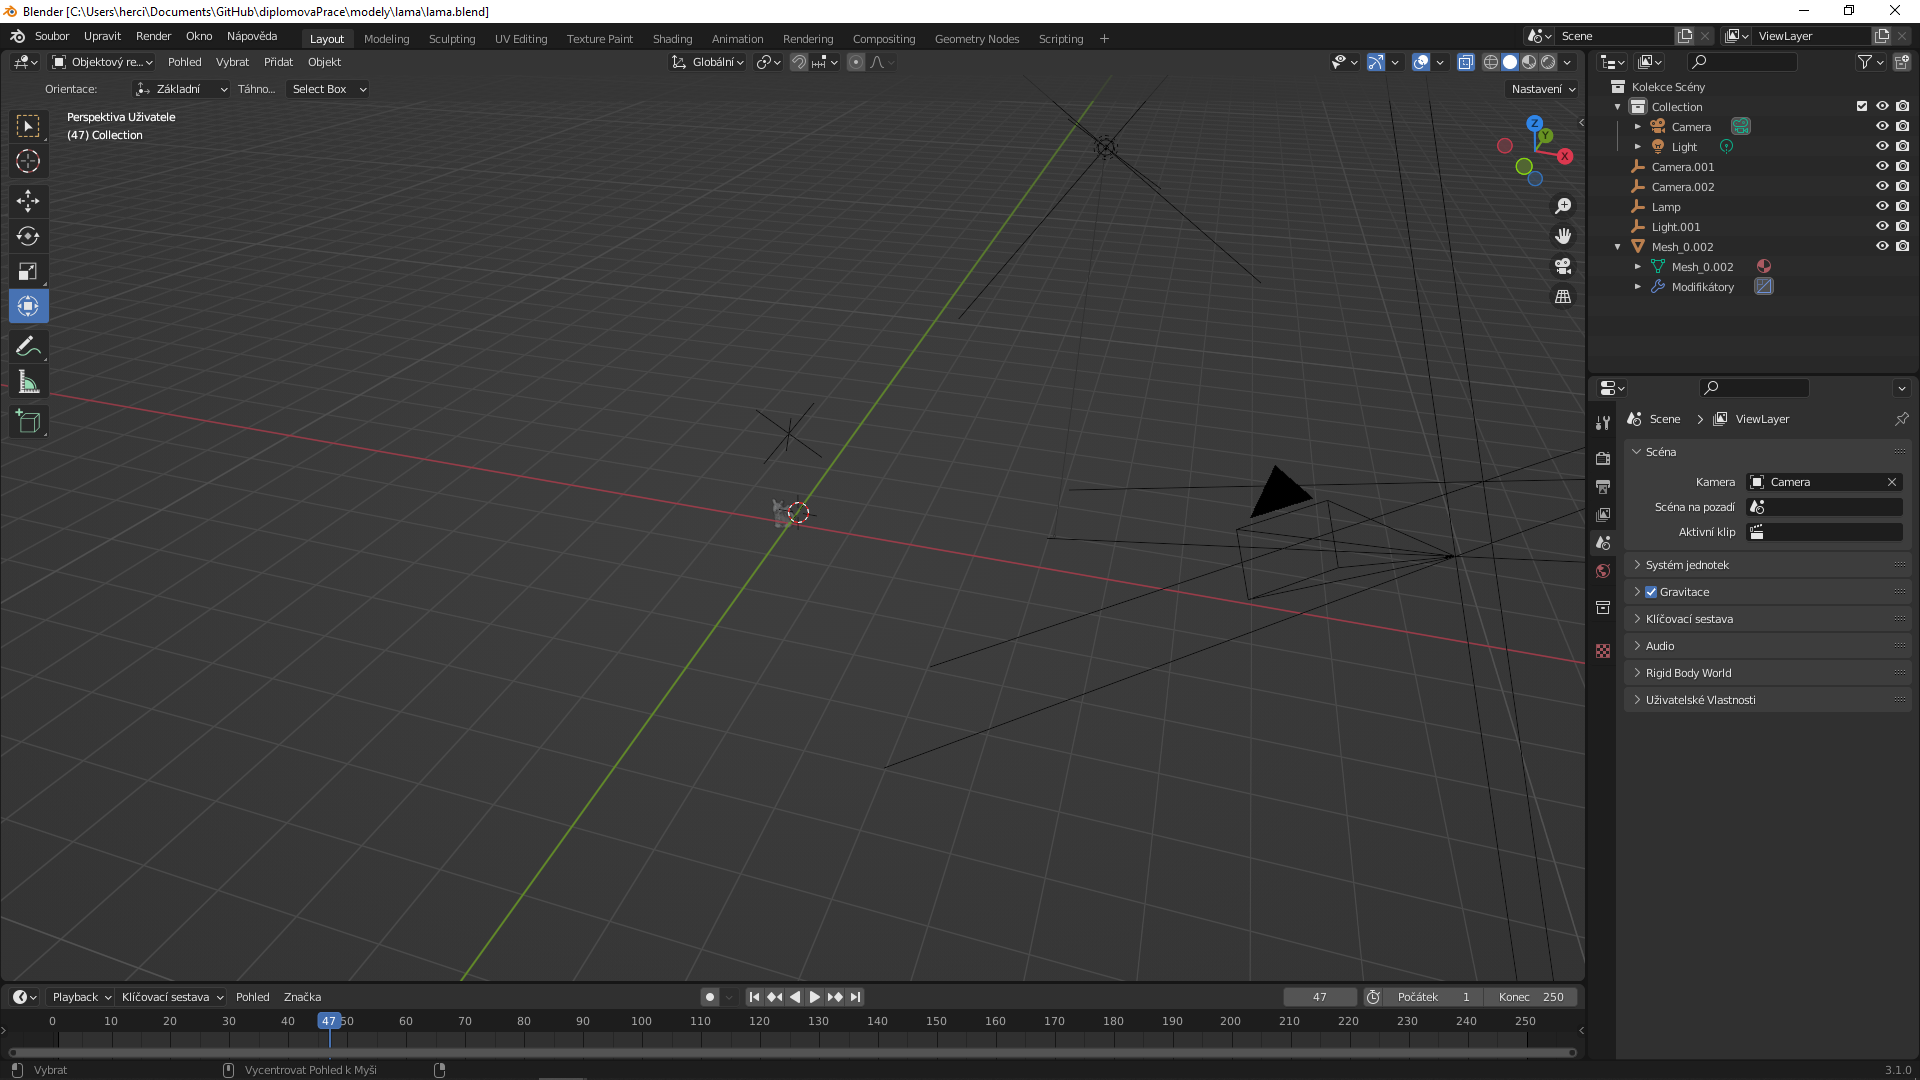 Blender [C:\Users\herci\Documents\GitHub\diplomovaPrace\modely\lama\lama.blend]
Soubor Upravit Render Okno Nápověda Layout Modeling Sculpting UV Editing Texture Paint Shading Animation Rendering Compositing Geometry Nodes Scripting + Scene ViewLayer
Objektový re... Pohled Vybrat Přidat Objekt Globální
Orientace: Základní Táhno... Select Box Nastavení
Perspektiva Uživatele
(47) Collection
Z
Y
X
Kolekce Scény
Collection
Camera
Light
Camera.001
Camera.002
Lamp
Light.001
Mesh_0.002
Mesh_0.002
Modifikátory
Scene > ViewLayer
Scéna
Kamera Camera
Scéna na pozadí
Aktivní klip
Systém jednotek
Gravitace
Klíčovací sestava
Audio
Rigid Body World
Uživatelské Vlastnosti
Playback Klíčovací sestava Pohled Značka 47 Počátek 1 Konec 250
0 10 20 30 40 47 50 60 70 80 90 100 110 120 130 140 150 160 170 180 190 200 210 220 230 240 250
Vybrat Vycentrovat Pohled k Myši 3.1.0